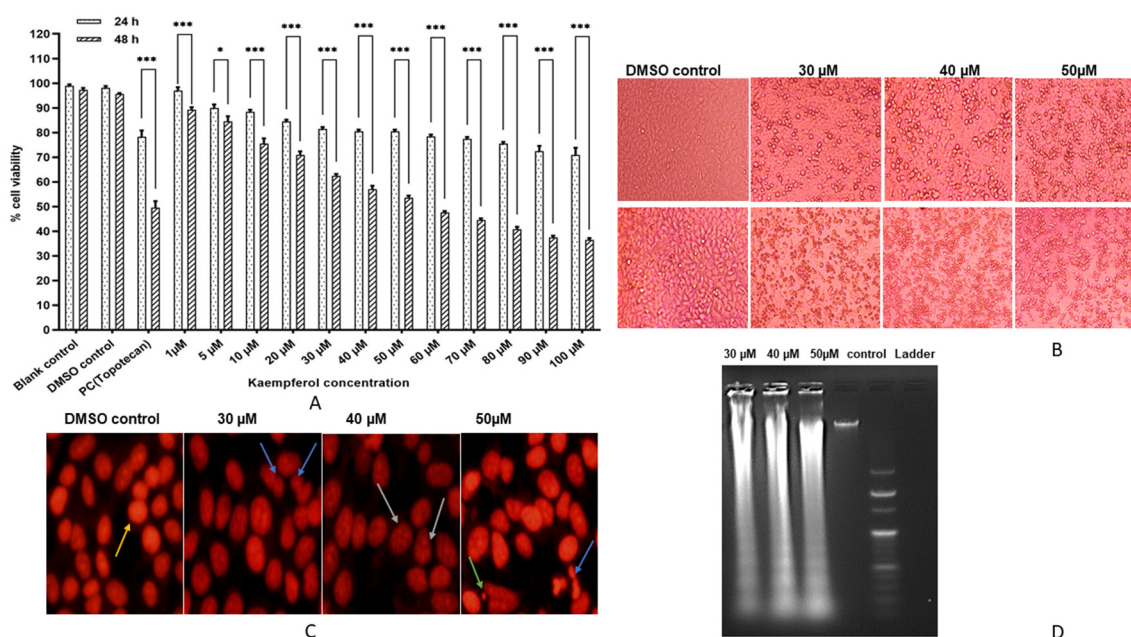 A
24 h
48 h
*** *** * *** *** *** *** *** *** *** *** *** ***
120
110
100
90
80
70
60
50
40
30
20
10
0
% cell viability
Blank control
DMSO control
PC(Topotecan)
1µM
5 µM
10 µM
20 µM
30 µM
40 µM
50 µM
60 µM
70 µM
80 µM
90 µM
100 µM
Kaempferol concentration
A
DMSO control 30 µM 40 µM 50µM
B
DMSO control 30 µM 40 µM 50µM
C
30 µM 40 µM 50µM control Ladder
D